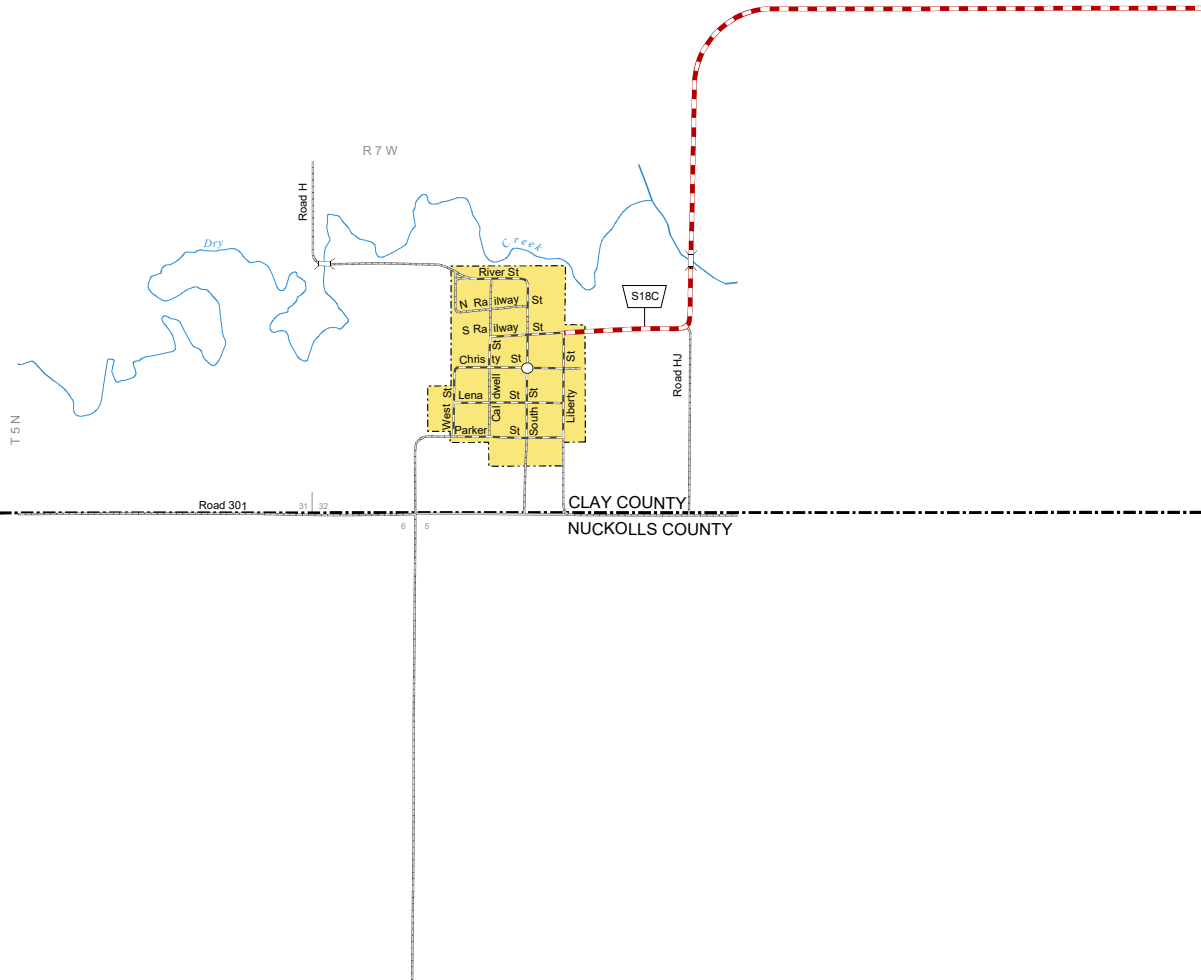 R 7 W
Road H
Dry
Creek
River St
N Railway St
S18C
S Railway St
St
St
Christy St
Road HJ
West St
Lena St
Caldwell
South St
Liberty
T 5 N
Parker St
Road 301
31 32
CLAY COUNTY
6 5
NUCKOLLS COUNTY